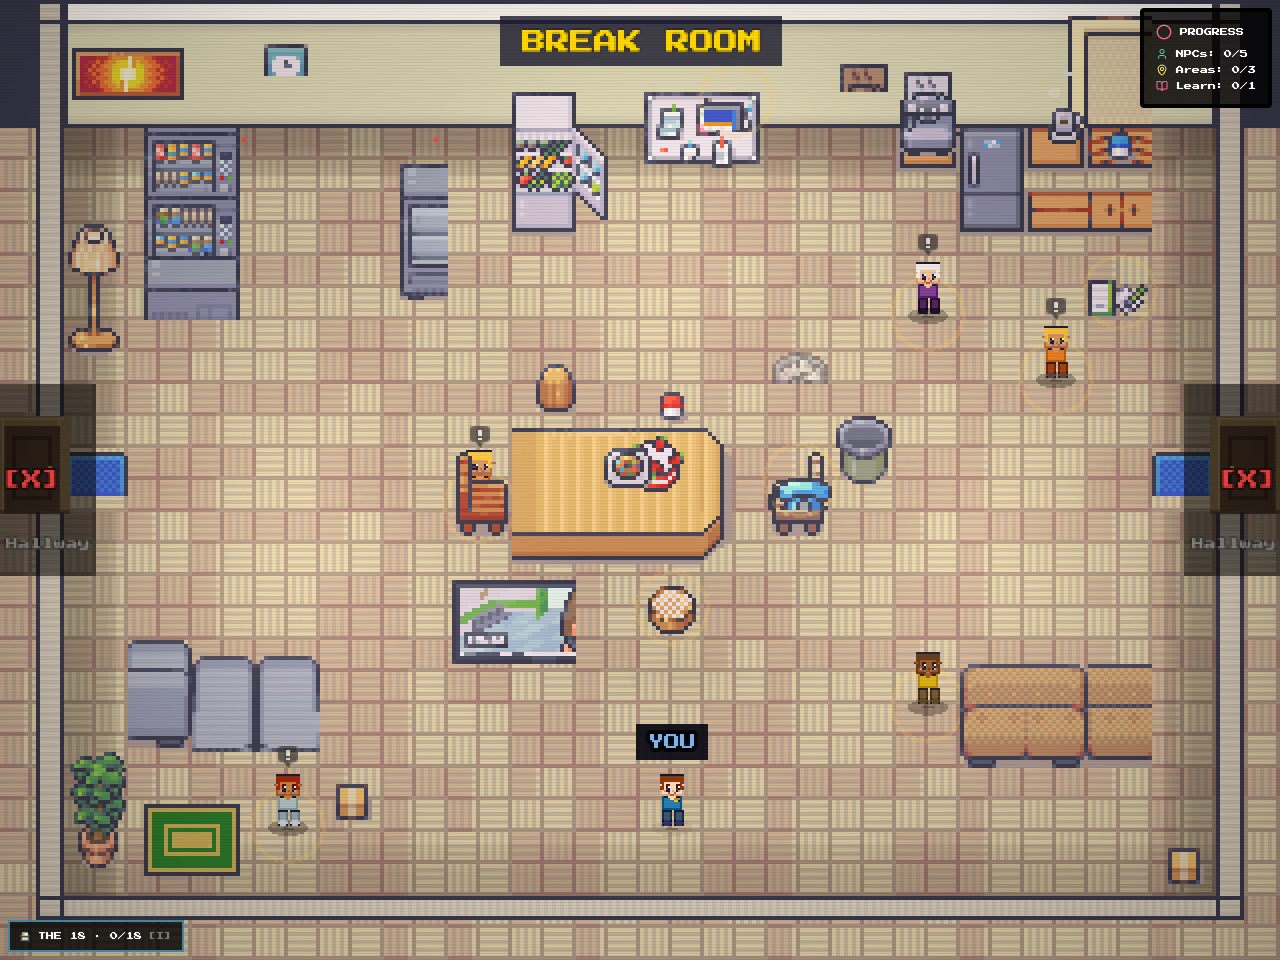 BREAK ROOM
PROGRESS
NPCs: 0/5
Areas: 0/3
Learn: 0/1
!
!
!
[X]
[X]
Hallway
Hallway
YOU
!
THE 18 · 0/18 [I]